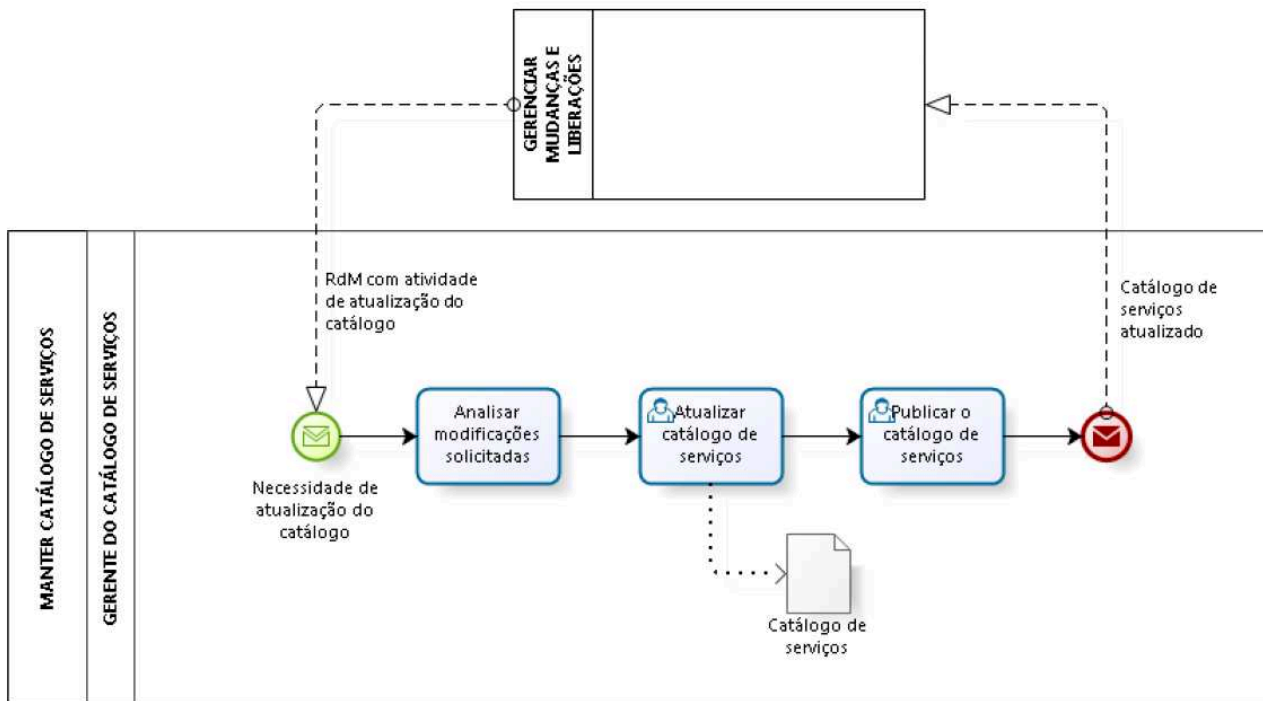 GERENCIAR
MUDANÇAS E
LIBERAÇÕES
MANTER CATÁLOGO DE SERVIÇOS
GERENTE DO CATÁLOGO DE SERVIÇOS
RdM com atividade
de atualização do
catálogo
Catálogo de
serviços
atualizado
Necessidade de
atualização do
catálogo
Analisar
modificações
solicitadas
Atualizar
catálogo de
serviços
Publicar o
catálogo de
serviços
Catálogo de
serviços